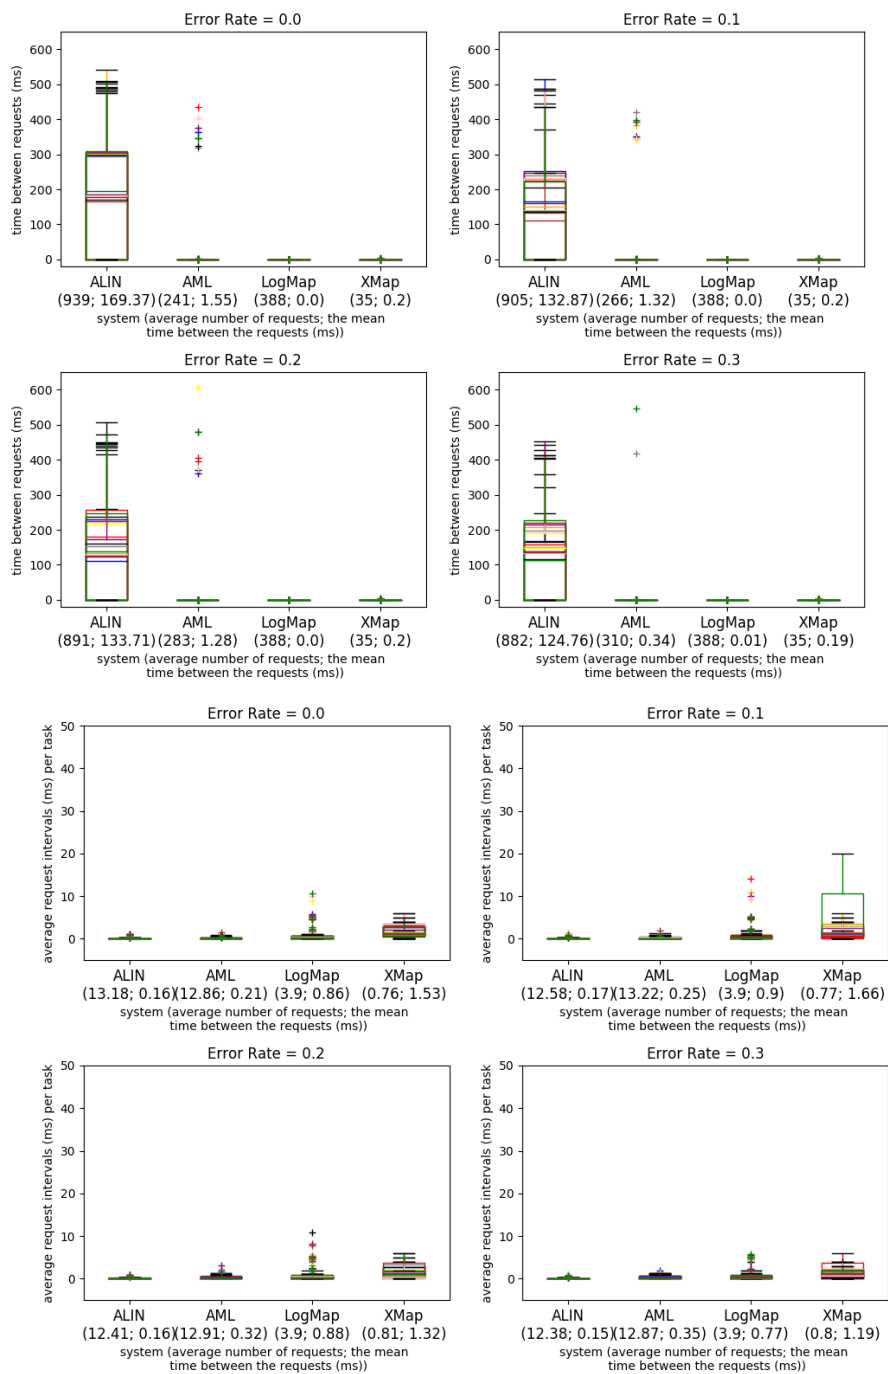 Error Rate = 0.0
time between requests (ms)
600
500
400
300
200
100
0
ALIN AML LogMap XMap
(939; 169.37) (241; 1.55) (388; 0.0) (35; 0.2)
system (average number of requests; the mean
time between the requests (ms))
Error Rate = 0.1
time between requests (ms)
600
500
400
300
200
100
0
ALIN AML LogMap XMap
(905; 132.87) (266; 1.32) (388; 0.0) (35; 0.2)
system (average number of requests; the mean
time between the requests (ms))
Error Rate = 0.2
time between requests (ms)
600
500
400
300
200
100
0
ALIN AML LogMap XMap
(891; 133.71) (283; 1.28) (388; 0.0) (35; 0.2)
system (average number of requests; the mean
time between the requests (ms))
Error Rate = 0.3
time between requests (ms)
600
500
400
300
200
100
0
ALIN AML LogMap XMap
(882; 124.76) (310; 0.34) (388; 0.01) (35; 0.19)
system (average number of requests; the mean
time between the requests (ms))
Error Rate = 0.0
average request intervals (ms) per task
50
40
30
20
10
0
ALIN AML LogMap XMap
(13.18; 0.16) (12.86; 0.21) (3.9; 0.86) (0.76; 1.53)
system (average number of requests; the mean
time between the requests (ms))
Error Rate = 0.1
average request intervals (ms) per task
50
40
30
20
10
0
ALIN AML LogMap XMap
(12.58; 0.17) (13.22; 0.25) (3.9; 0.9) (0.77; 1.66)
system (average number of requests; the mean
time between the requests (ms))
Error Rate = 0.2
average request intervals (ms) per task
50
40
30
20
10
0
ALIN AML LogMap XMap
(12.41; 0.16) (12.91; 0.32) (3.9; 0.88) (0.81; 1.32)
system (average number of requests; the mean
time between the requests (ms))
Error Rate = 0.3
average request intervals (ms) per task
50
40
30
20
10
0
ALIN AML LogMap XMap
(12.38; 0.15) (12.87; 0.35) (3.9; 0.77) (0.8; 1.19)
system (average number of requests; the mean
time between the requests (ms))